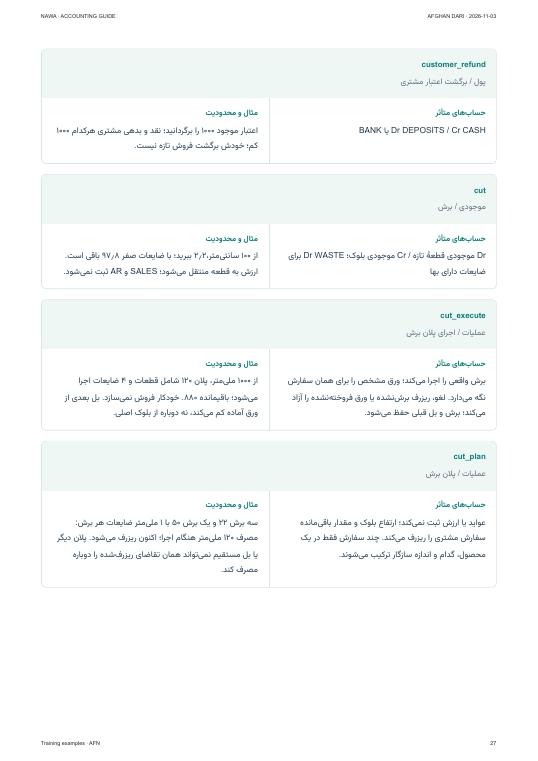 NAWA · ACCOUNTING GUIDE
AFGHAN DARI · 2026-11-03
customer_refund
پول / برگشت اعتبار مشتری
حساب‌های متأثر
Dr DEPOSITS / Cr CASH یا BANK
مثال و محدودیت
اعتبار موجود ۱۰۰۰ را برگردانید؛ نقد و بدهی مشتری هرکدام ۱۰۰۰
کم؛ خودش برگشت فروش تازه نیست.
cut
موجودی / برش
حساب‌های متأثر
Dr موجودی قطعهٔ تازه / Cr موجودی بلوک؛ Dr WASTE برای
ضایعات دارای بها
مثال و محدودیت
از ۱۰۰ سانتی‌متر، ۲٫۲ ببرید؛ با ضایعات صفر ۹۷٫۸ باقی است.
ارزش به قطعه منتقل می‌شود؛ SALES و AR ثبت نمی‌شود.
cut_execute
عملیات / اجرای پلان برش
حساب‌های متأثر
برش واقعی را اجرا می‌کند؛ ورق مشخص را برای همان سفارش
نگه می‌دارد. لغو، ریزرف برش‌نشده یا ورق فروخته‌نشده را آزاد
می‌کند؛ برش و بل قبلی حفظ می‌شود.
مثال و محدودیت
از ۱۰۰۰ ملی‌متر، پلان ۱۲۰ شامل قطعات و ۴ ضایعات اجرا
می‌شود؛ باقیمانده ۸۸۰. خودکار فروش نمی‌سازد. بل بعدی از
ورق آماده کم می‌کند، نه دوباره از بلوک اصلی.
cut_plan
عملیات / پلان برش
حساب‌های متأثر
عواید یا ارزش ثبت نمی‌کند؛ ارتفاع بلوک و مقدار باقی‌مانده
سفارش مشتری را ریزرف می‌کند. چند سفارش فقط در یک
محصول، گدام و اندازه سازگار ترکیب می‌شوند.
مثال و محدودیت
سه برش ۲۲ و یک برش ۵۰ با ۱ ملی‌متر ضایعات هر برش:
مصرف ۱۲۰ ملی‌متر هنگام اجرا؛ اکنون ریزرف می‌شود. پلان دیگر
یا بل مستقیم نمی‌تواند همان تقاضای ریزرف‌شده را دوباره
مصرف کند.
Training examples · AFN
27